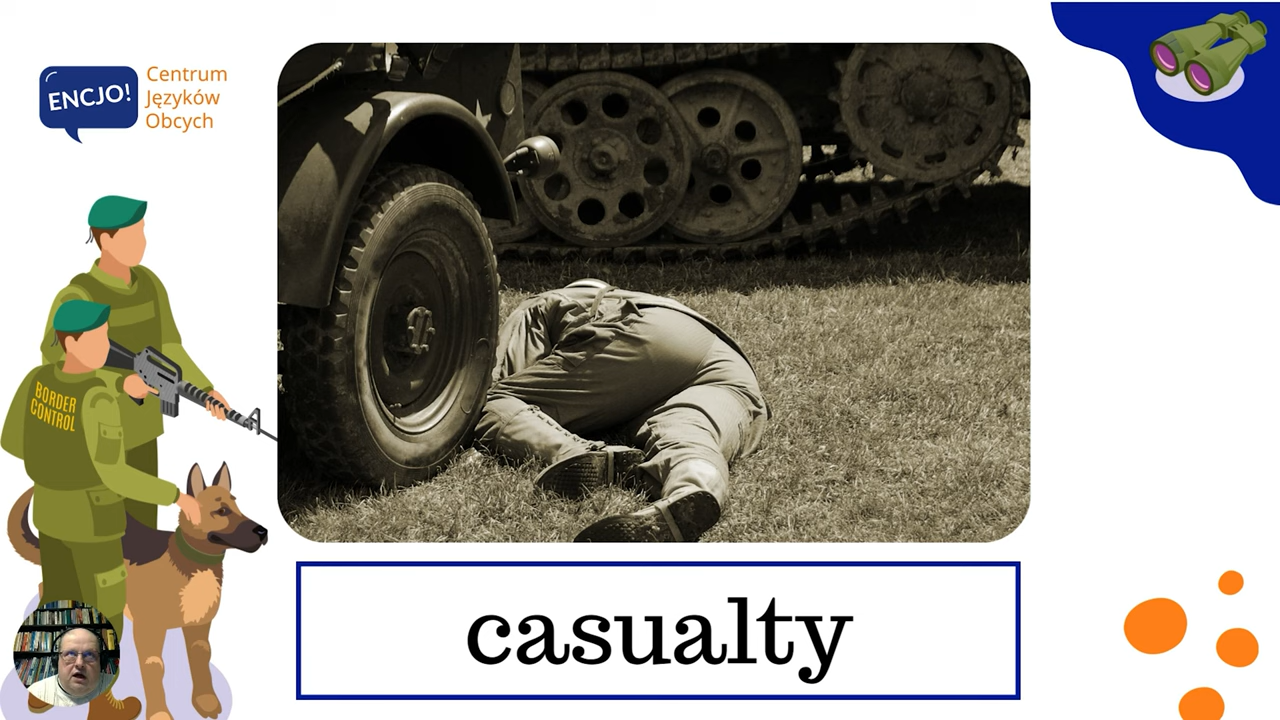 ENCJO!
Centrum
Języków
Obcych
BORDER
CONTROL
casualty